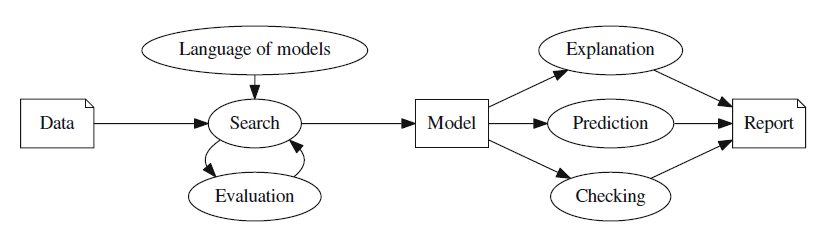 Language of models
Explanation
Data
Search
Model
Prediction
Report
Evaluation
Checking